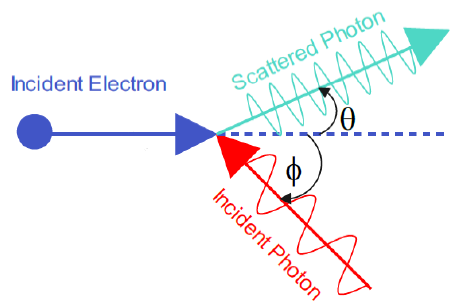 Scattered Photon
Incident Electron
θ
ϕ
Incident Photon